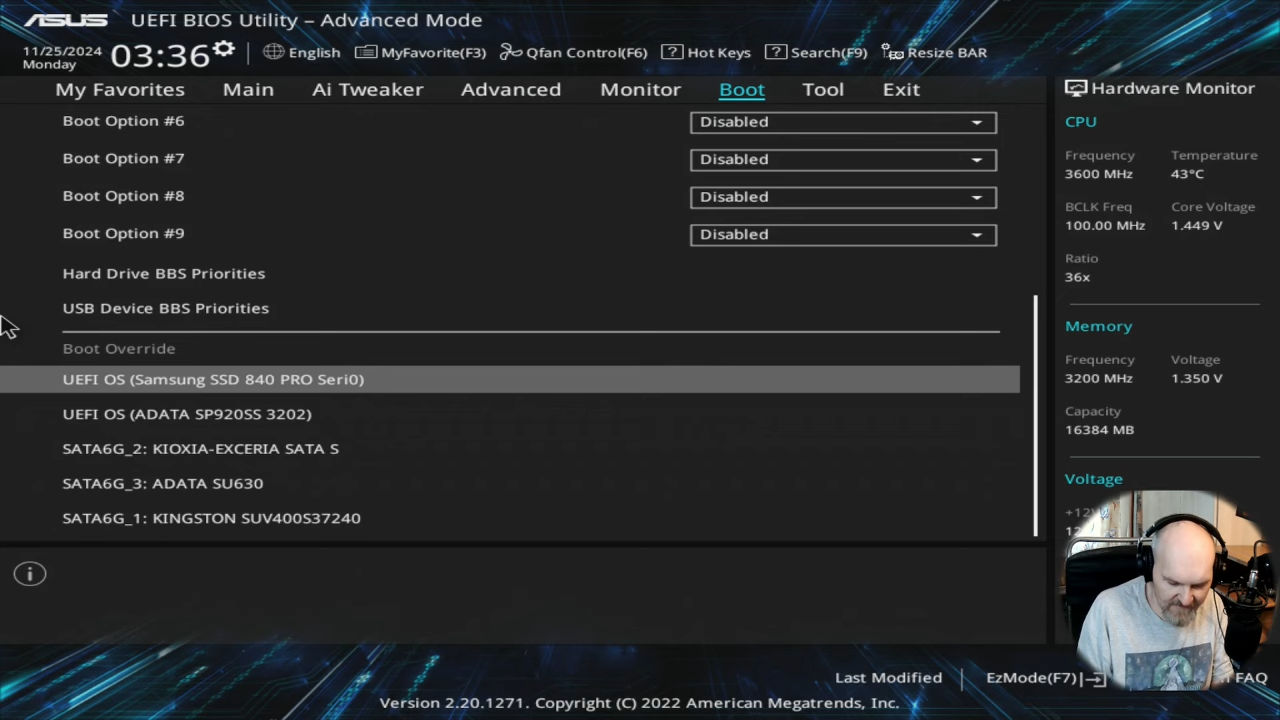 ASUS UEFI BIOS Utility – Advanced Mode
11/25/2024 Monday 03:36 English MyFavorite(F3) Qfan Control(F6) ? Hot Keys ? Search(F9) Resize BAR
My Favorites Main Ai Tweaker Advanced Monitor Boot Tool Exit
Boot Option #6 Disabled
Boot Option #7 Disabled
Boot Option #8 Disabled
Boot Option #9 Disabled
Hard Drive BBS Priorities
USB Device BBS Priorities
Boot Override
UEFI OS (Samsung SSD 840 PRO Seri0)
UEFI OS (ADATA SP920SS 3202)
SATA6G_2: KIOXIA-EXCERIA SATA S
SATA6G_3: ADATA SU630
SATA6G_1: KINGSTON SUV400S37240
Hardware Monitor
CPU
Frequency Temperature
3600 MHz 43°C
BCLK Freq Core Voltage
100.00 MHz 1.449 V
Ratio
36x
Memory
Frequency Voltage
3200 MHz 1.350 V
Capacity
16384 MB
Voltage
Last Modified EzMode(F7) FAQ
Version 2.20.1271. Copyright (C) 2022 American Megatrends, Inc.